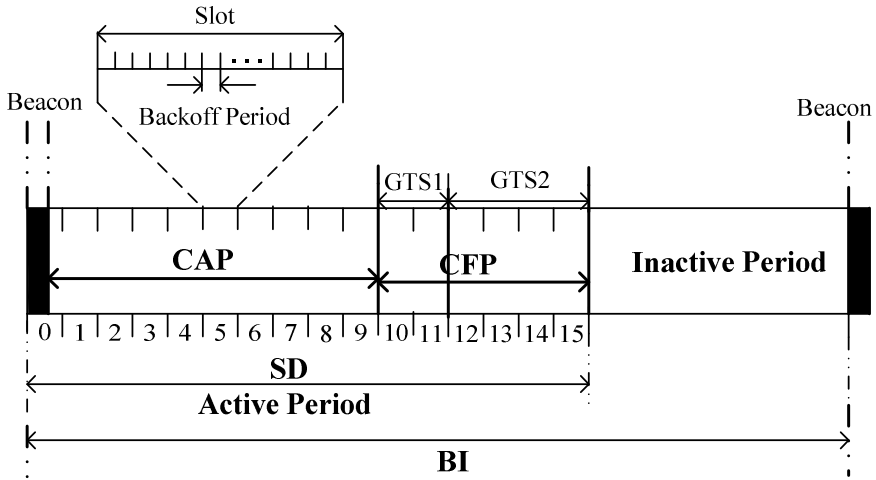 Slot
...
Beacon
Backoff Period
Beacon
GTS1 GTS2
CAP CFP Inactive Period
0 1 2 3 4 5 6 7 8 9 10 11 12 13 14 15
SD
Active Period
BI